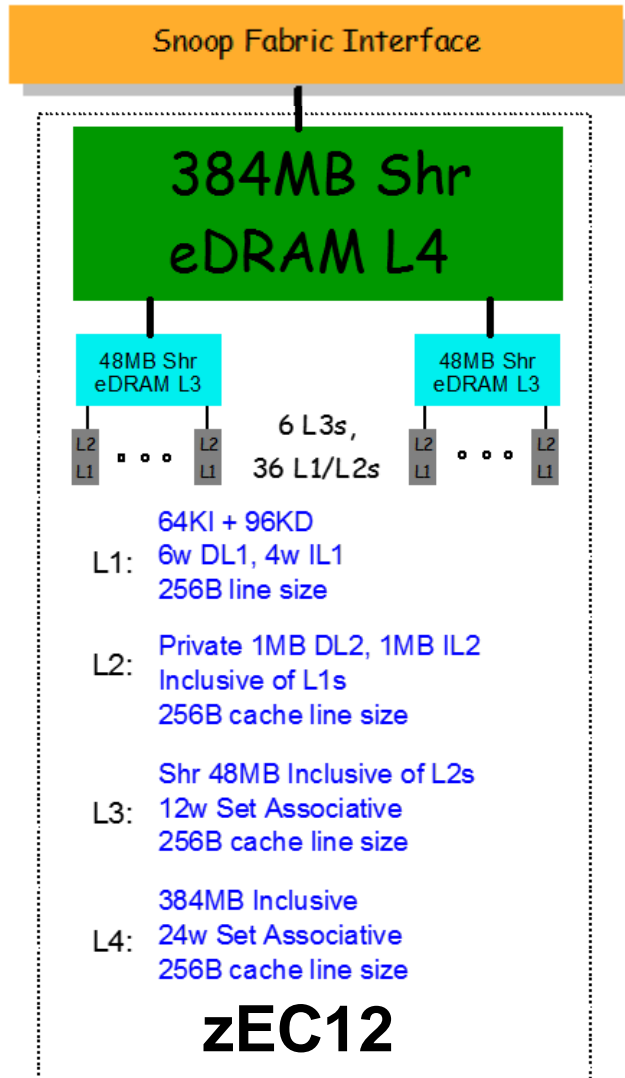 Snoop Fabric Interface
384MB Shr
eDRAM L4
48MB Shr
eDRAM L3
48MB Shr
eDRAM L3
L2
L1
L2
L1
6 L3s,
36 L1/L2s
L2
L1
L2
L1
L1:
64KI + 96KD
6w DL1, 4w IL1
256B line size
L2:
Private 1MB DL2, 1MB IL2
Inclusive of L1s
256B cache line size
L3:
Shr 48MB Inclusive of L2s
12w Set Associative
256B cache line size
L4:
384MB Inclusive
24w Set Associative
256B cache line size
zEC12